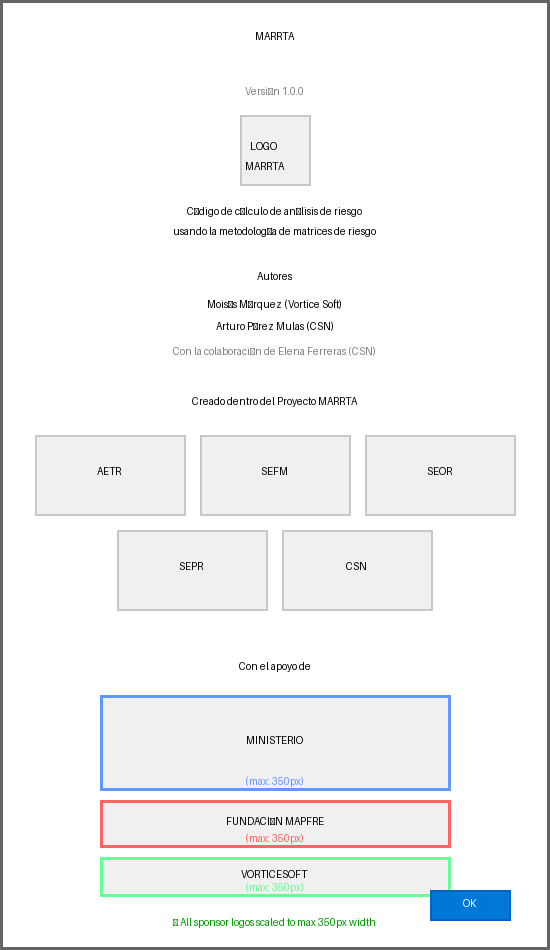 MARRTA
Versi□n 1.0.0
LOGO
MARRTA
C□digo de c□lculo de an□lisis de riesgo
usando la metodolog□a de matrices de riesgo
Autores
Mois□s M□rquez (Vortice Soft)
Arturo P□rez Mulas (CSN)
Con la colaboraci□n de Elena Ferreras (CSN)
Creado dentro del Proyecto MARRTA
AETR
SEFM
SEOR
SEPR
CSN
Con el apoyo de
MINISTERIO
(max: 350px)
FUNDACI□N MAPFRE
(max: 350px)
VORTICESOFT
(max: 350px)
OK
□ All sponsor logos scaled to max 350px width